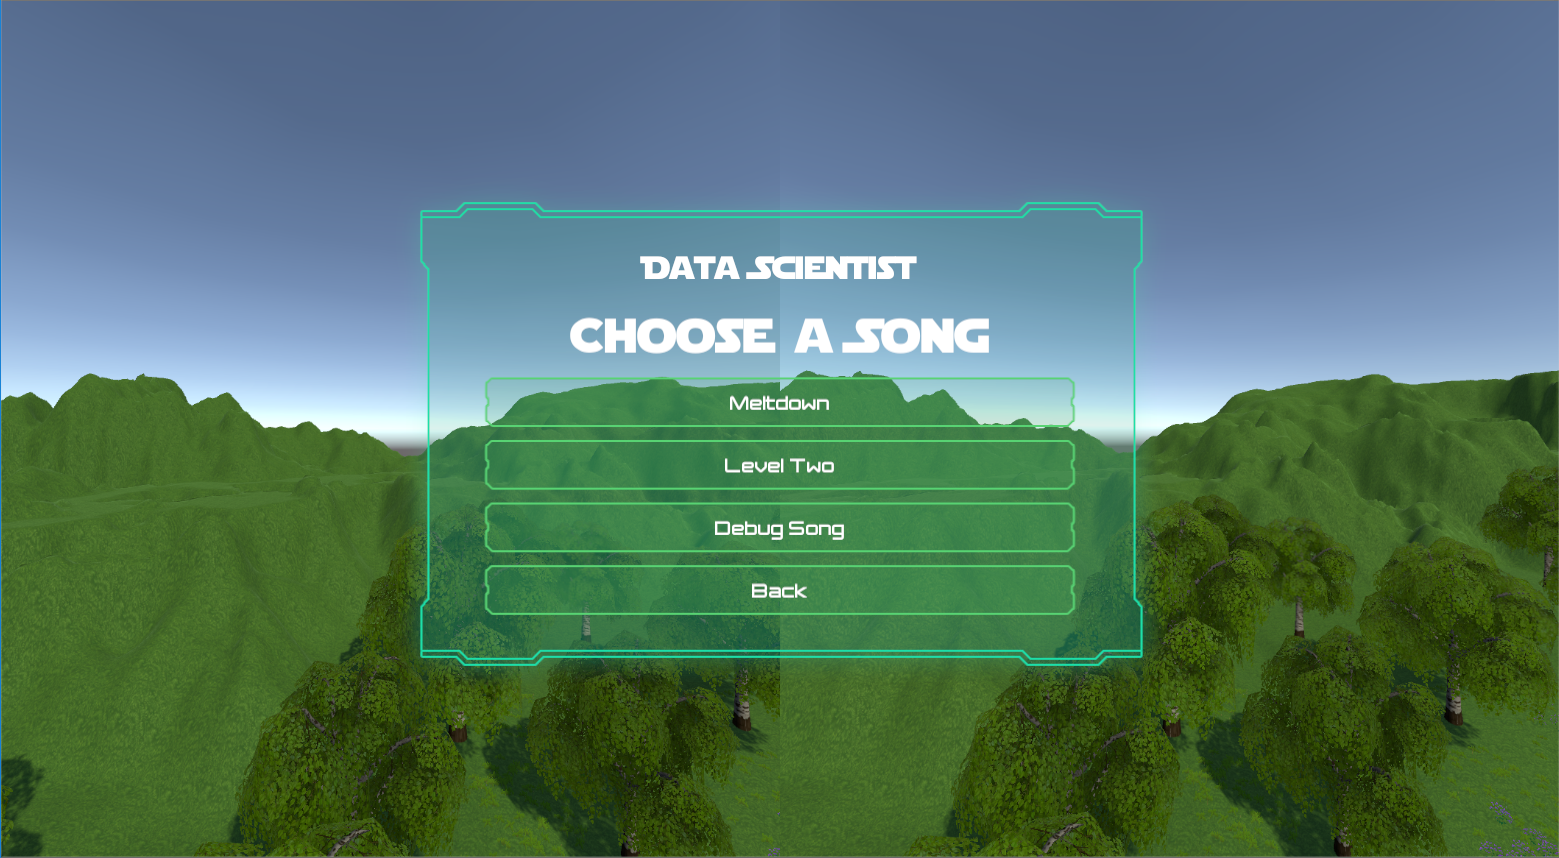 DATA SCIENTIST
CHOOSE A SONG
Meltdown
Level Two
Debug Song
Back